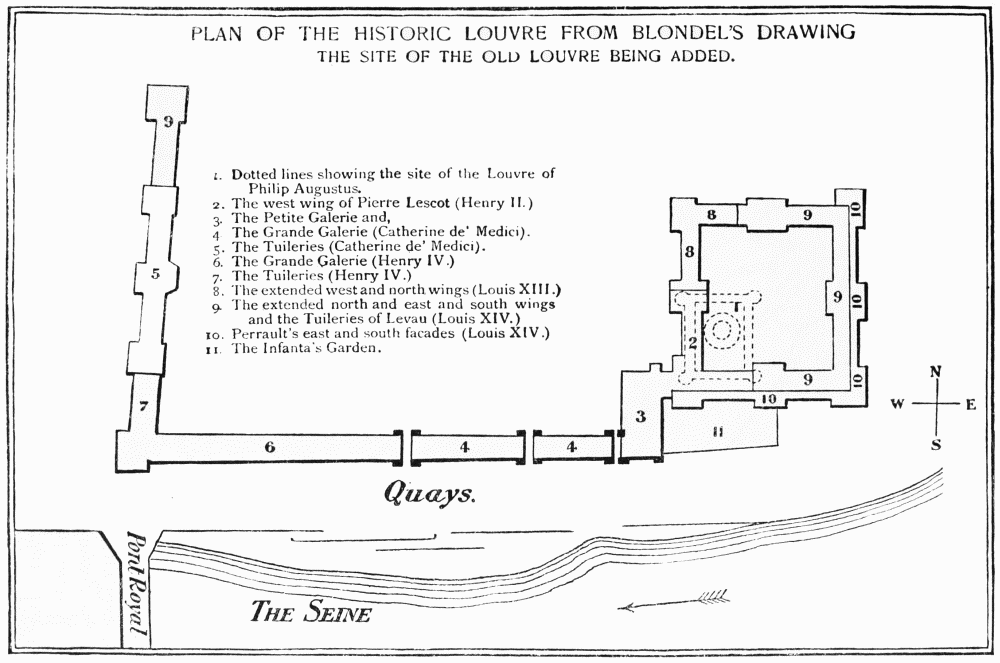 PLAN OF THE HISTORIC LOUVRE FROM BLONDEL'S DRAWING
THE SITE OF THE OLD LOUVRE BEING ADDED.
9
1. Dotted lines showing the site of the Louvre of
Philip Augustus.
2. The west wing of Pierre Lescot (Henry II.)
3. The Petite Galerie and,
4 The Grande Galerie (Catherine de' Medici).
5. The Tuileries (Catherine de' Medici).
6. The Grande Galerie (Henry IV.)
7. The Tuileries (Henry IV.)
8. The extended west and north wings (Louis XIII.)
9. The extended north and east and south wings
and the Tuileries of Levau (Louis XIV.)
10. Perrault's east and south facades (Louis XIV.)
11. The Infanta's Garden.
8 9 10
8
5
9 10
1
2
9 10
7
10
3
11
6 4 4
N
W E
S
Quays.
Pont Royal
THE SEINE